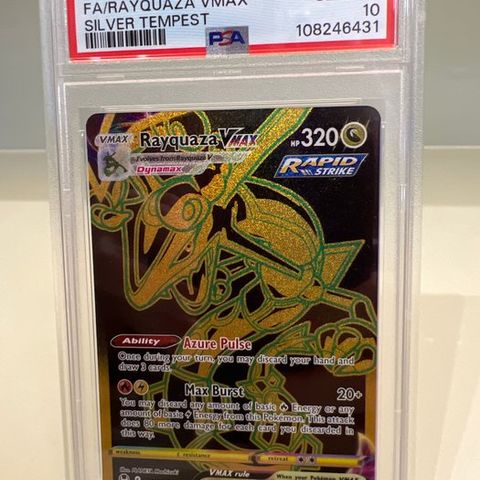 FA/RAYQUAZA VMAX
SILVER TEMPEST
10
PSA
108246431
VMAX
Rayquaza VMAX
HP 320
Evolves from Rayquaza V
Dynamax
RAPID
STRIKE
Ability Azure Pulse
Once during your turn, you may discard your hand and
draw 3 cards.
Max Burst 20+
You may discard any amount of basic Energy or any
amount of basic Energy from this Pokémon. This attack
does 80 more damage for each card you discarded in
this way.
weakness resistance retreat
VMAX rule
When your Pokémon VMAX